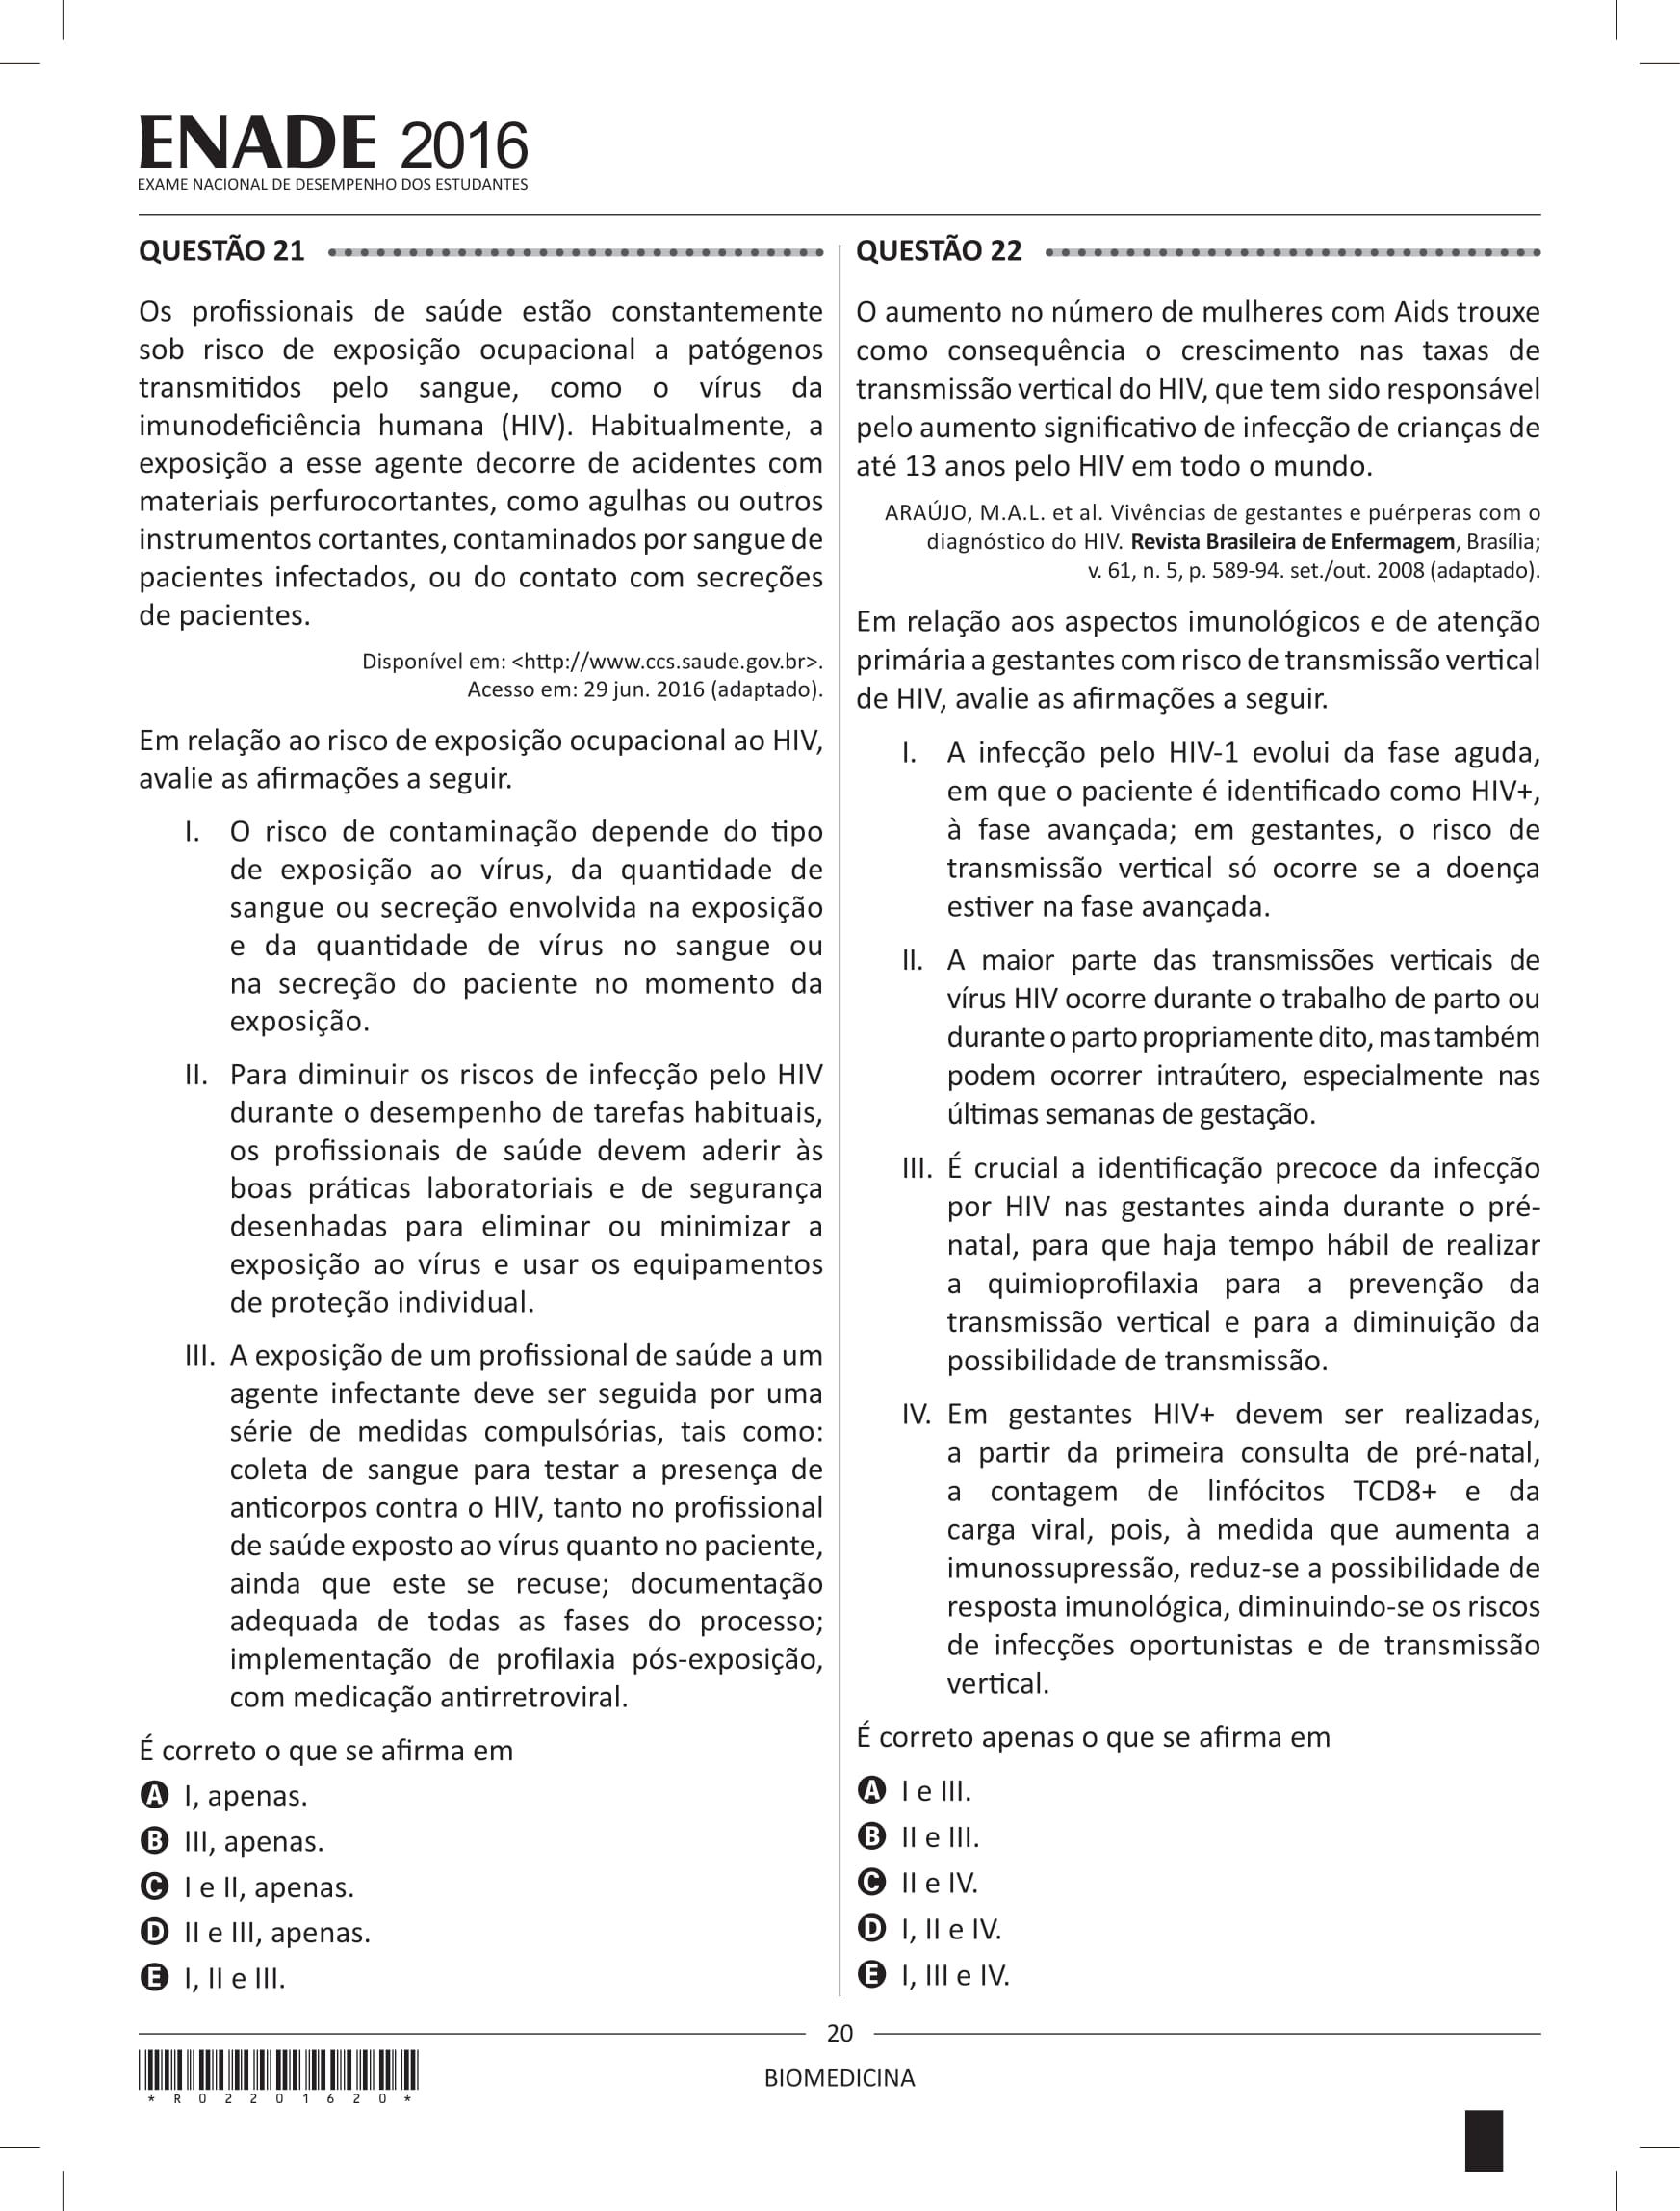 ENADE 2016
EXAME NACIONAL DE DESEMPENHO DOS ESTUDANTES
QUESTÃO 21
Os profissionais de saúde estão constantemente
sob risco de exposição ocupacional a patógenos
transmitidos pelo sangue, como o vírus da
imunodeficiência humana (HIV). Habitualmente, a
exposição a esse agente decorre de acidentes com
materiais perfurocortantes, como agulhas ou outros
instrumentos cortantes, contaminados por sangue de
pacientes infectados, ou do contato com secreções
de pacientes.
Disponível em: <http://www.ccs.saude.gov.br>.
Acesso em: 29 jun. 2016 (adaptado).
Em relação ao risco de exposição ocupacional ao HIV,
avalie as afirmações a seguir.
I. O risco de contaminação depende do tipo
de exposição ao vírus, da quantidade de
sangue ou secreção envolvida na exposição
e da quantidade de vírus no sangue ou
na secreção do paciente no momento da
exposição.
II. Para diminuir os riscos de infecção pelo HIV
durante o desempenho de tarefas habituais,
os profissionais de saúde devem aderir às
boas práticas laboratoriais e de segurança
desenhadas para eliminar ou minimizar a
exposição ao vírus e usar os equipamentos
de proteção individual.
III. A exposição de um profissional de saúde a um
agente infectante deve ser seguida por uma
série de medidas compulsórias, tais como:
coleta de sangue para testar a presença de
anticorpos contra o HIV, tanto no profissional
de saúde exposto ao vírus quanto no paciente,
ainda que este se recuse; documentação
adequada de todas as fases do processo;
implementação de profilaxia pós-exposição,
com medicação antirretroviral.
É correto o que se afirma em
A I, apenas.
B III, apenas.
C I e II, apenas.
D II e III, apenas.
E I, II e III.
QUESTÃO 22
O aumento no número de mulheres com Aids trouxe
como consequência o crescimento nas taxas de
transmissão vertical do HIV, que tem sido responsável
pelo aumento significativo de infecção de crianças de
até 13 anos pelo HIV em todo o mundo.
ARAÚJO, M.A.L. et al. Vivências de gestantes e puérperas com o
diagnóstico do HIV. Revista Brasileira de Enfermagem, Brasília;
v. 61, n. 5, p. 589-94. set./out. 2008 (adaptado).
Em relação aos aspectos imunológicos e de atenção
primária a gestantes com risco de transmissão vertical
de HIV, avalie as afirmações a seguir.
I. A infecção pelo HIV-1 evolui da fase aguda,
em que o paciente é identificado como HIV+,
à fase avançada; em gestantes, o risco de
transmissão vertical só ocorre se a doença
estiver na fase avançada.
II. A maior parte das transmissões verticais de
vírus HIV ocorre durante o trabalho de parto ou
durante o parto propriamente dito, mas também
podem ocorrer intraútero, especialmente nas
últimas semanas de gestação.
III. É crucial a identificação precoce da infecção
por HIV nas gestantes ainda durante o pré-
natal, para que haja tempo hábil de realizar
a quimioprofilaxia para a prevenção da
transmissão vertical e para a diminuição da
possibilidade de transmissão.
IV. Em gestantes HIV+ devem ser realizadas,
a partir da primeira consulta de pré-natal,
a contagem de linfócitos TCD8+ e da
carga viral, pois, à medida que aumenta a
imunossupressão, reduz-se a possibilidade de
resposta imunológica, diminuindo-se os riscos
de infecções oportunistas e de transmissão
vertical.
É correto apenas o que se afirma em
A I e III.
B II e III.
C II e IV.
D I, II e IV.
E I, III e IV.
20
BIOMEDICINA
* R 0 2 2 0 1 6 2 0 *